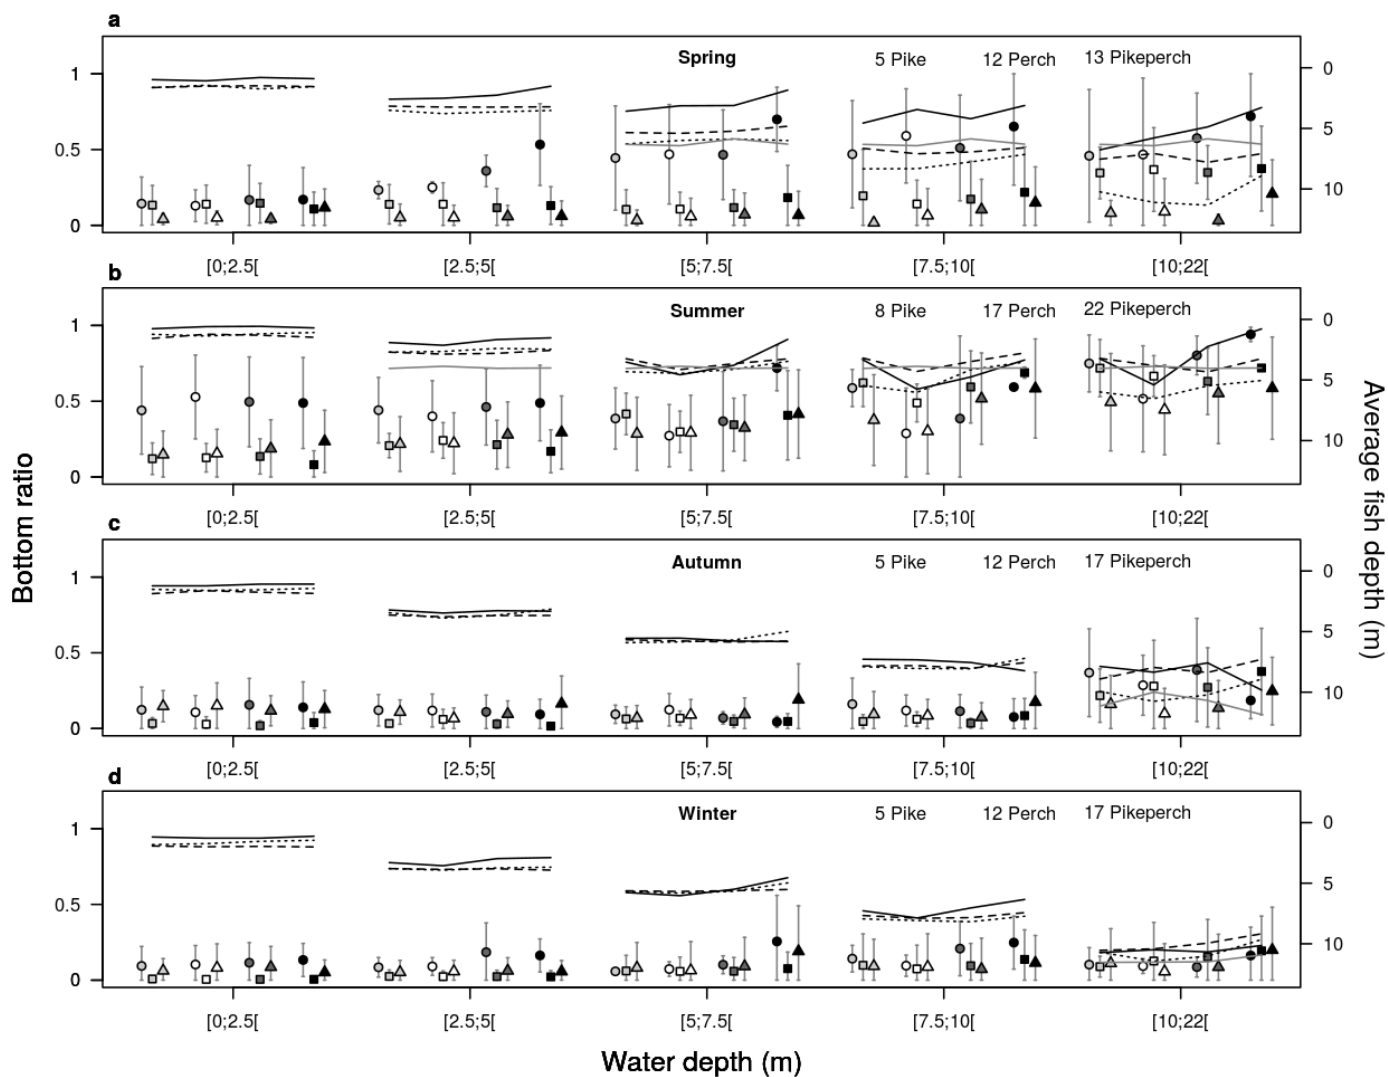 a
Spring 5 Pike 12 Perch 13 Pikeperch
1
0.5
0
0
5
10
[0;2.5[ [2.5;5[ [5;7.5[ [7.5;10[ [10;22[
b
Summer 8 Pike 17 Perch 22 Pikeperch
1
0.5
0
0
5
10
[0;2.5[ [2.5;5[ [5;7.5[ [7.5;10[ [10;22[
c
Autumn 5 Pike 12 Perch 17 Pikeperch
1
0.5
0
0
5
10
[0;2.5[ [2.5;5[ [5;7.5[ [7.5;10[ [10;22[
d
Winter 5 Pike 12 Perch 17 Pikeperch
1
0.5
0
0
5
10
[0;2.5[ [2.5;5[ [5;7.5[ [7.5;10[ [10;22[
Bottom ratio
Average fish depth (m)
Water depth (m)